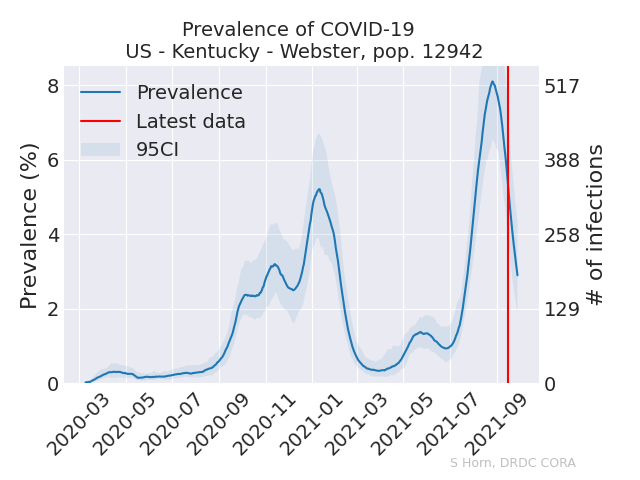 Prevalence of COVID-19
US - Kentucky - Webster, pop. 12942
Prevalence
Latest data
95CI
Prevalence (%)
8
6
4
2
0
517
388
258
129
0
# of infections
2020-03
2020-05
2020-07
2020-09
2020-11
2021-01
2021-03
2021-05
2021-07
2021-09
S Horn, DRDC CORA